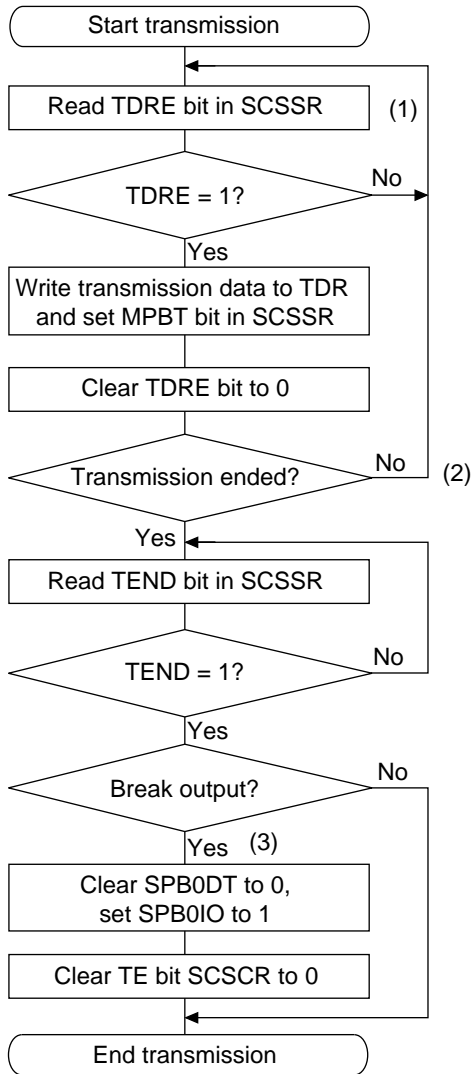 Start transmission
Read TDRE bit in SCSSR
(1)
TDRE = 1?
No
Yes
Write transmission data to TDR
and set MPBT bit in SCSSR
Clear TDRE bit to 0
Transmission ended?
No
(2)
Yes
Read TEND bit in SCSSR
TEND = 1?
No
Yes
Break output?
No
Yes
(3)
Clear SPB0DT to 0,
set SPB0IO to 1
Clear TE bit SCSCR to 0
End transmission